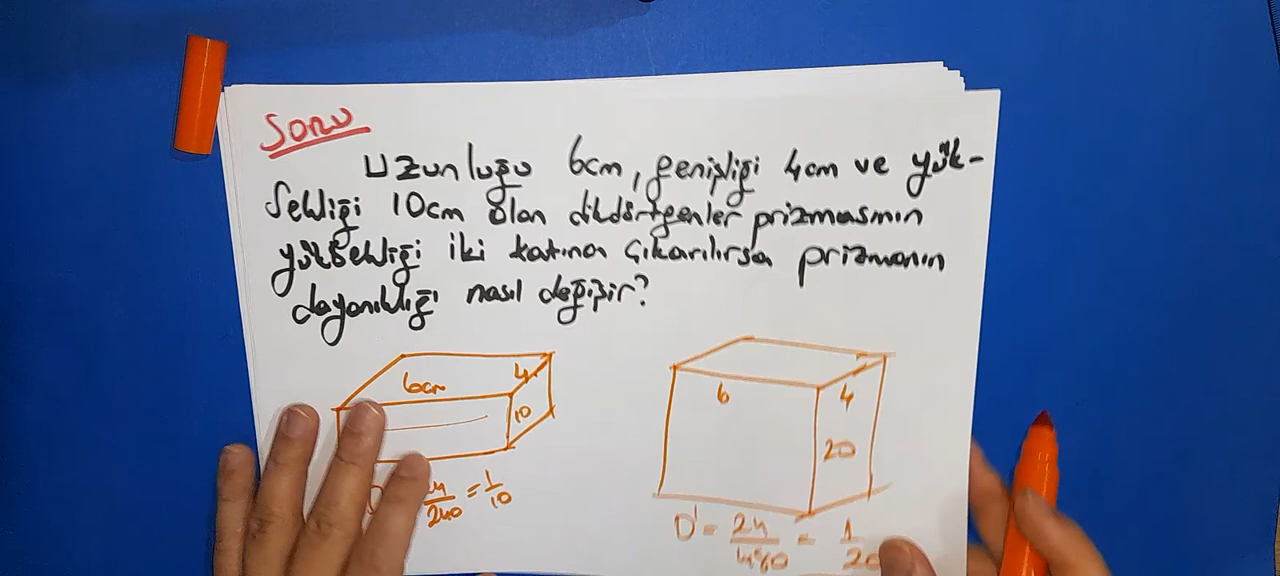 Soru
Uzunluğu 6cm, genişliği 4cm ve yük-
sekliği 10cm olan dikdörtgenler prizmasının
yüksekliği iki katına çıkarılırsa prizmanın
dayanıklılığı nasıl değişir?
6cm 4 10
6 4 20
24/240 = 1/10
D' = 24/480 = 1/20